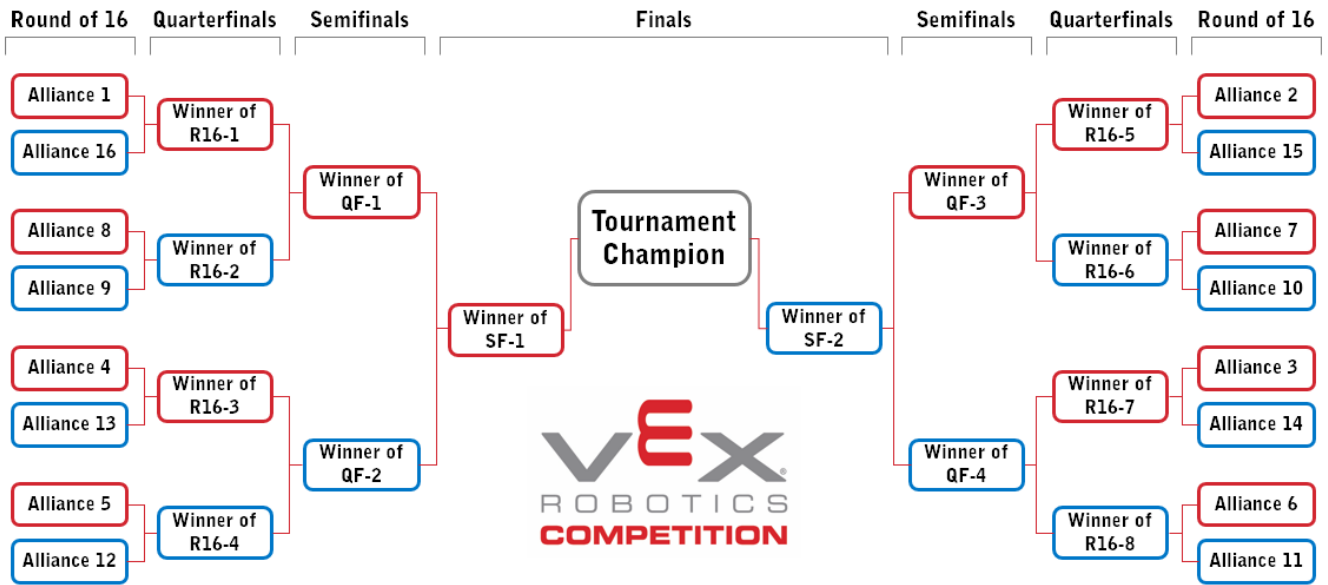 Round of 16
Quarterfinals
Semifinals
Finals
Semifinals
Quarterfinals
Round of 16
Alliance 1
Alliance 16
Alliance 8
Alliance 9
Alliance 4
Alliance 13
Alliance 5
Alliance 12
Winner of
R16-1
Winner of
R16-2
Winner of
R16-3
Winner of
R16-4
Winner of
QF-1
Winner of
QF-2
Winner of
SF-1
Tournament
Champion
Winner of
SF-2
Winner of
QF-3
Winner of
QF-4
Winner of
R16-5
Winner of
R16-6
Winner of
R16-7
Winner of
R16-8
Alliance 2
Alliance 15
Alliance 7
Alliance 10
Alliance 3
Alliance 14
Alliance 6
Alliance 11
VEX®
ROBOTICS
COMPETITION